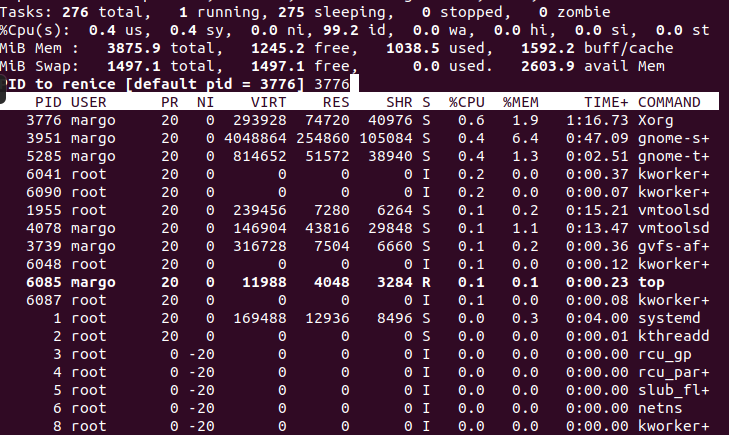 Tasks: 276 total,   1 running, 275 sleeping,   0 stopped,   0 zombie
%Cpu(s):  0.4 us,  0.4 sy,  0.0 ni, 99.2 id,  0.0 wa,  0.0 hi,  0.0 si,  0.0 st
MiB Mem :   3875.9 total,   1245.2 free,   1038.5 used,   1592.2 buff/cache
MiB Swap:   1497.1 total,   1497.1 free,      0.0 used.   2603.9 avail Mem
PID to renice [default pid = 3776] 3776
PID USER      PR  NI    VIRT    RES    SHR S  %CPU  %MEM     TIME+ COMMAND
3776 margo     20   0  293928  74720  40976 S   0.6   1.9   1:16.73 Xorg
3951 margo     20   0 4048864 254860 105084 S   0.4   6.4   0:47.09 gnome-s+
5285 margo     20   0  814652  51572  38940 S   0.4   1.3   0:02.51 gnome-t+
6041 root      20   0       0      0      0 I   0.2   0.0   0:00.37 kworker+
6090 root      20   0       0      0      0 I   0.2   0.0   0:00.07 kworker+
1955 root      20   0  239456   7280   6264 S   0.1   0.2   0:15.21 vmtoolsd
4078 margo     20   0  146904  43816  29848 S   0.1   1.1   0:13.47 vmtoolsd
3739 margo     20   0  316728   7504   6660 S   0.1   0.2   0:00.36 gvfs-af+
6048 root      20   0       0      0      0 I   0.1   0.0   0:00.12 kworker+
6085 margo     20   0   11988   4048   3284 R   0.1   0.1   0:00.23 top
6087 root      20   0       0      0      0 I   0.1   0.0   0:00.08 kworker+
1 root      20   0  169488  12936   8496 S   0.0   0.3   0:04.00 systemd
2 root      20   0       0      0      0 S   0.0   0.0   0:00.01 kthreadd
3 root       0 -20       0      0      0 I   0.0   0.0   0:00.00 rcu_gp
4 root       0 -20       0      0      0 I   0.0   0.0   0:00.00 rcu_par+
5 root       0 -20       0      0      0 I   0.0   0.0   0:00.00 slub_fl+
6 root       0 -20       0      0      0 I   0.0   0.0   0:00.00 netns
8 root       0 -20       0      0      0 I   0.0   0.0   0:00.00 kworker+